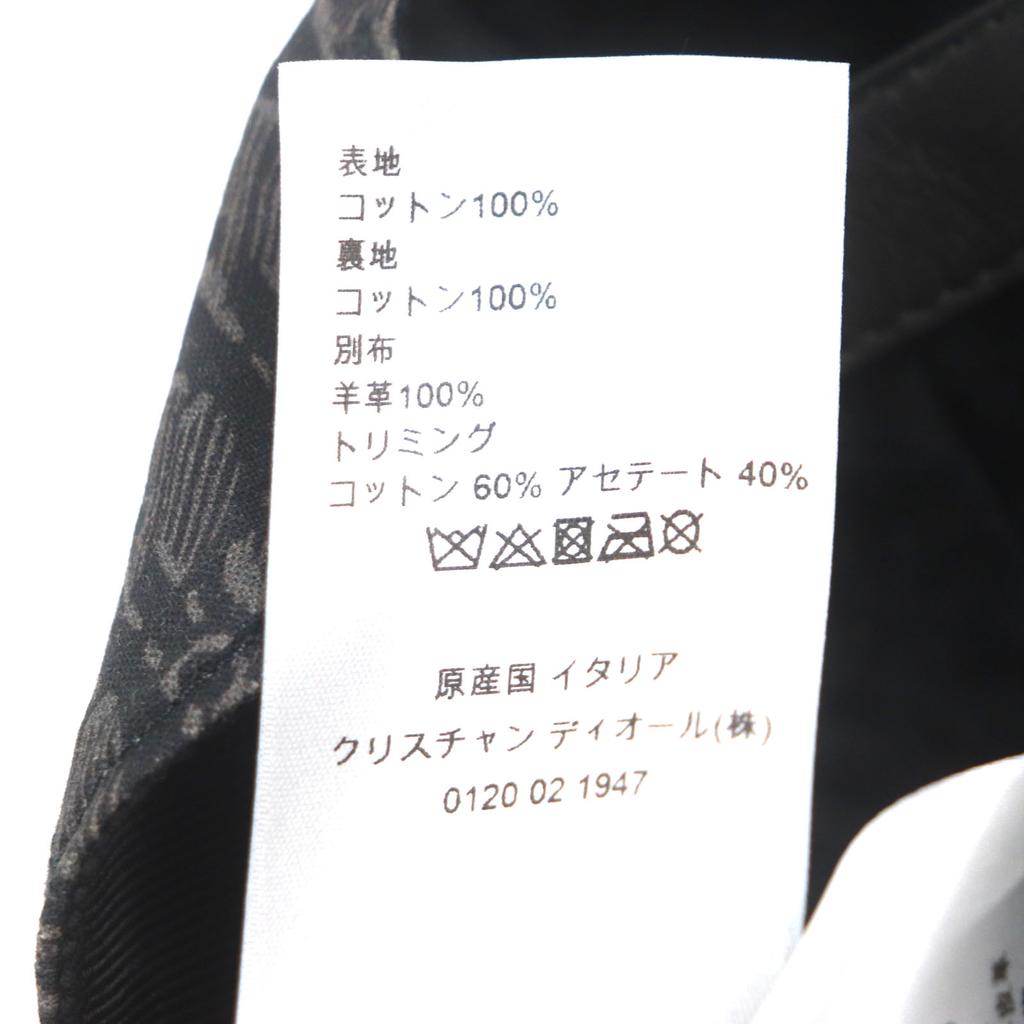 表地
コットン100%
裏地
コットン100%
別布
羊革100%
トリミング
コットン 60% アセテート 40%
原産国 イタリア
クリスチャン ディオール(株)
0120 02 1947